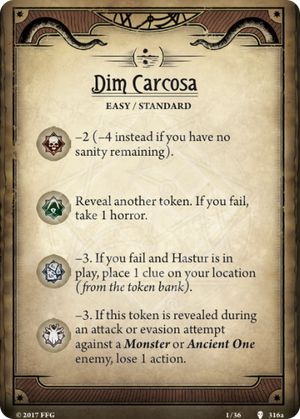 Dim Carcosa
EASY / STANDARD
–2 (–4 instead if you have no
sanity remaining).
Reveal another token. If you fail,
take 1 horror.
–3. If you fail and Hastur is in
play, place 1 clue on your location
(from the token bank).
–3. If this token is revealed during
an attack or evasion attempt
against a Monster or Ancient One
enemy, lose 1 action.
© 2017 FFG
1/36
316a